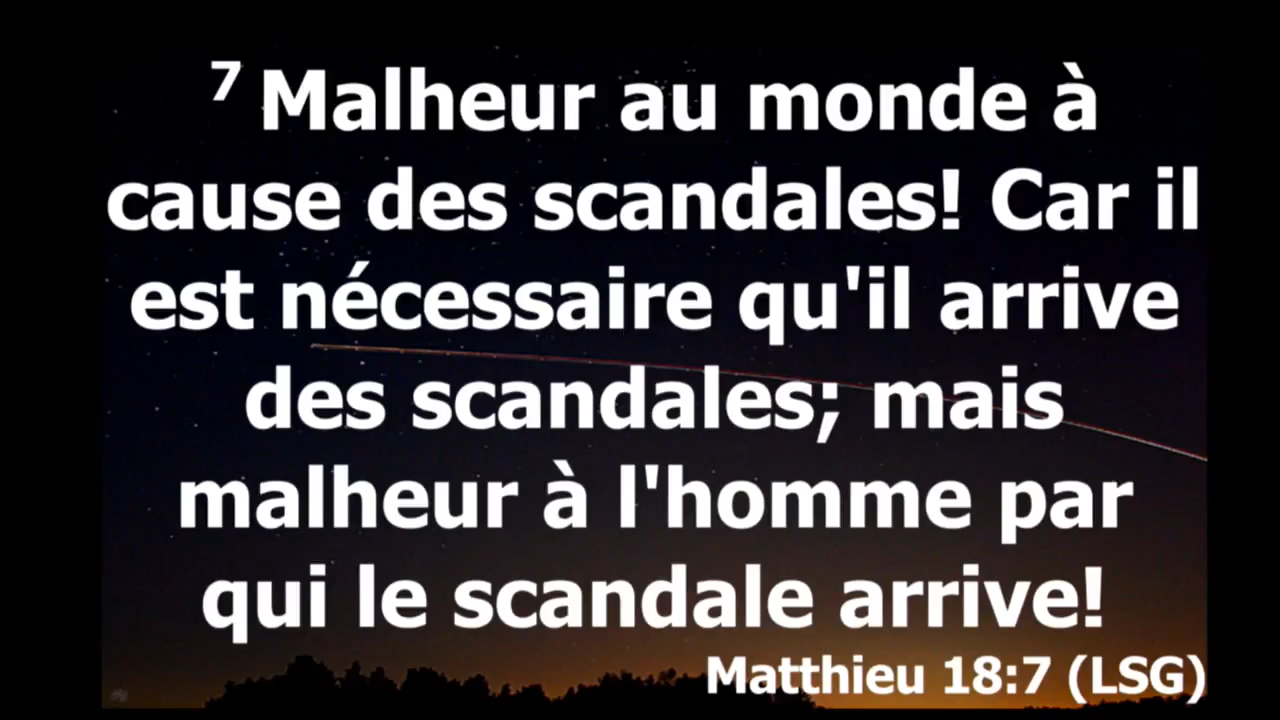 7 Malheur au monde à
cause des scandales! Car il
est nécessaire qu'il arrive
des scandales; mais
malheur à l'homme par
qui le scandale arrive!
Matthieu 18:7 (LSG)